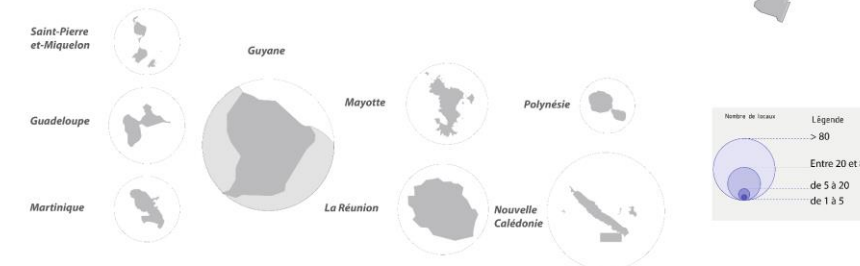 Saint-Pierre
et-Miquelon
Guyane
Guadeloupe
Mayotte
Polynésie
Martinique
La Réunion
Nouvelle
Calédonie
Nombre de locaux
Légende
> 80
Entre 20 et
de 5 à 20
de 1 à 5